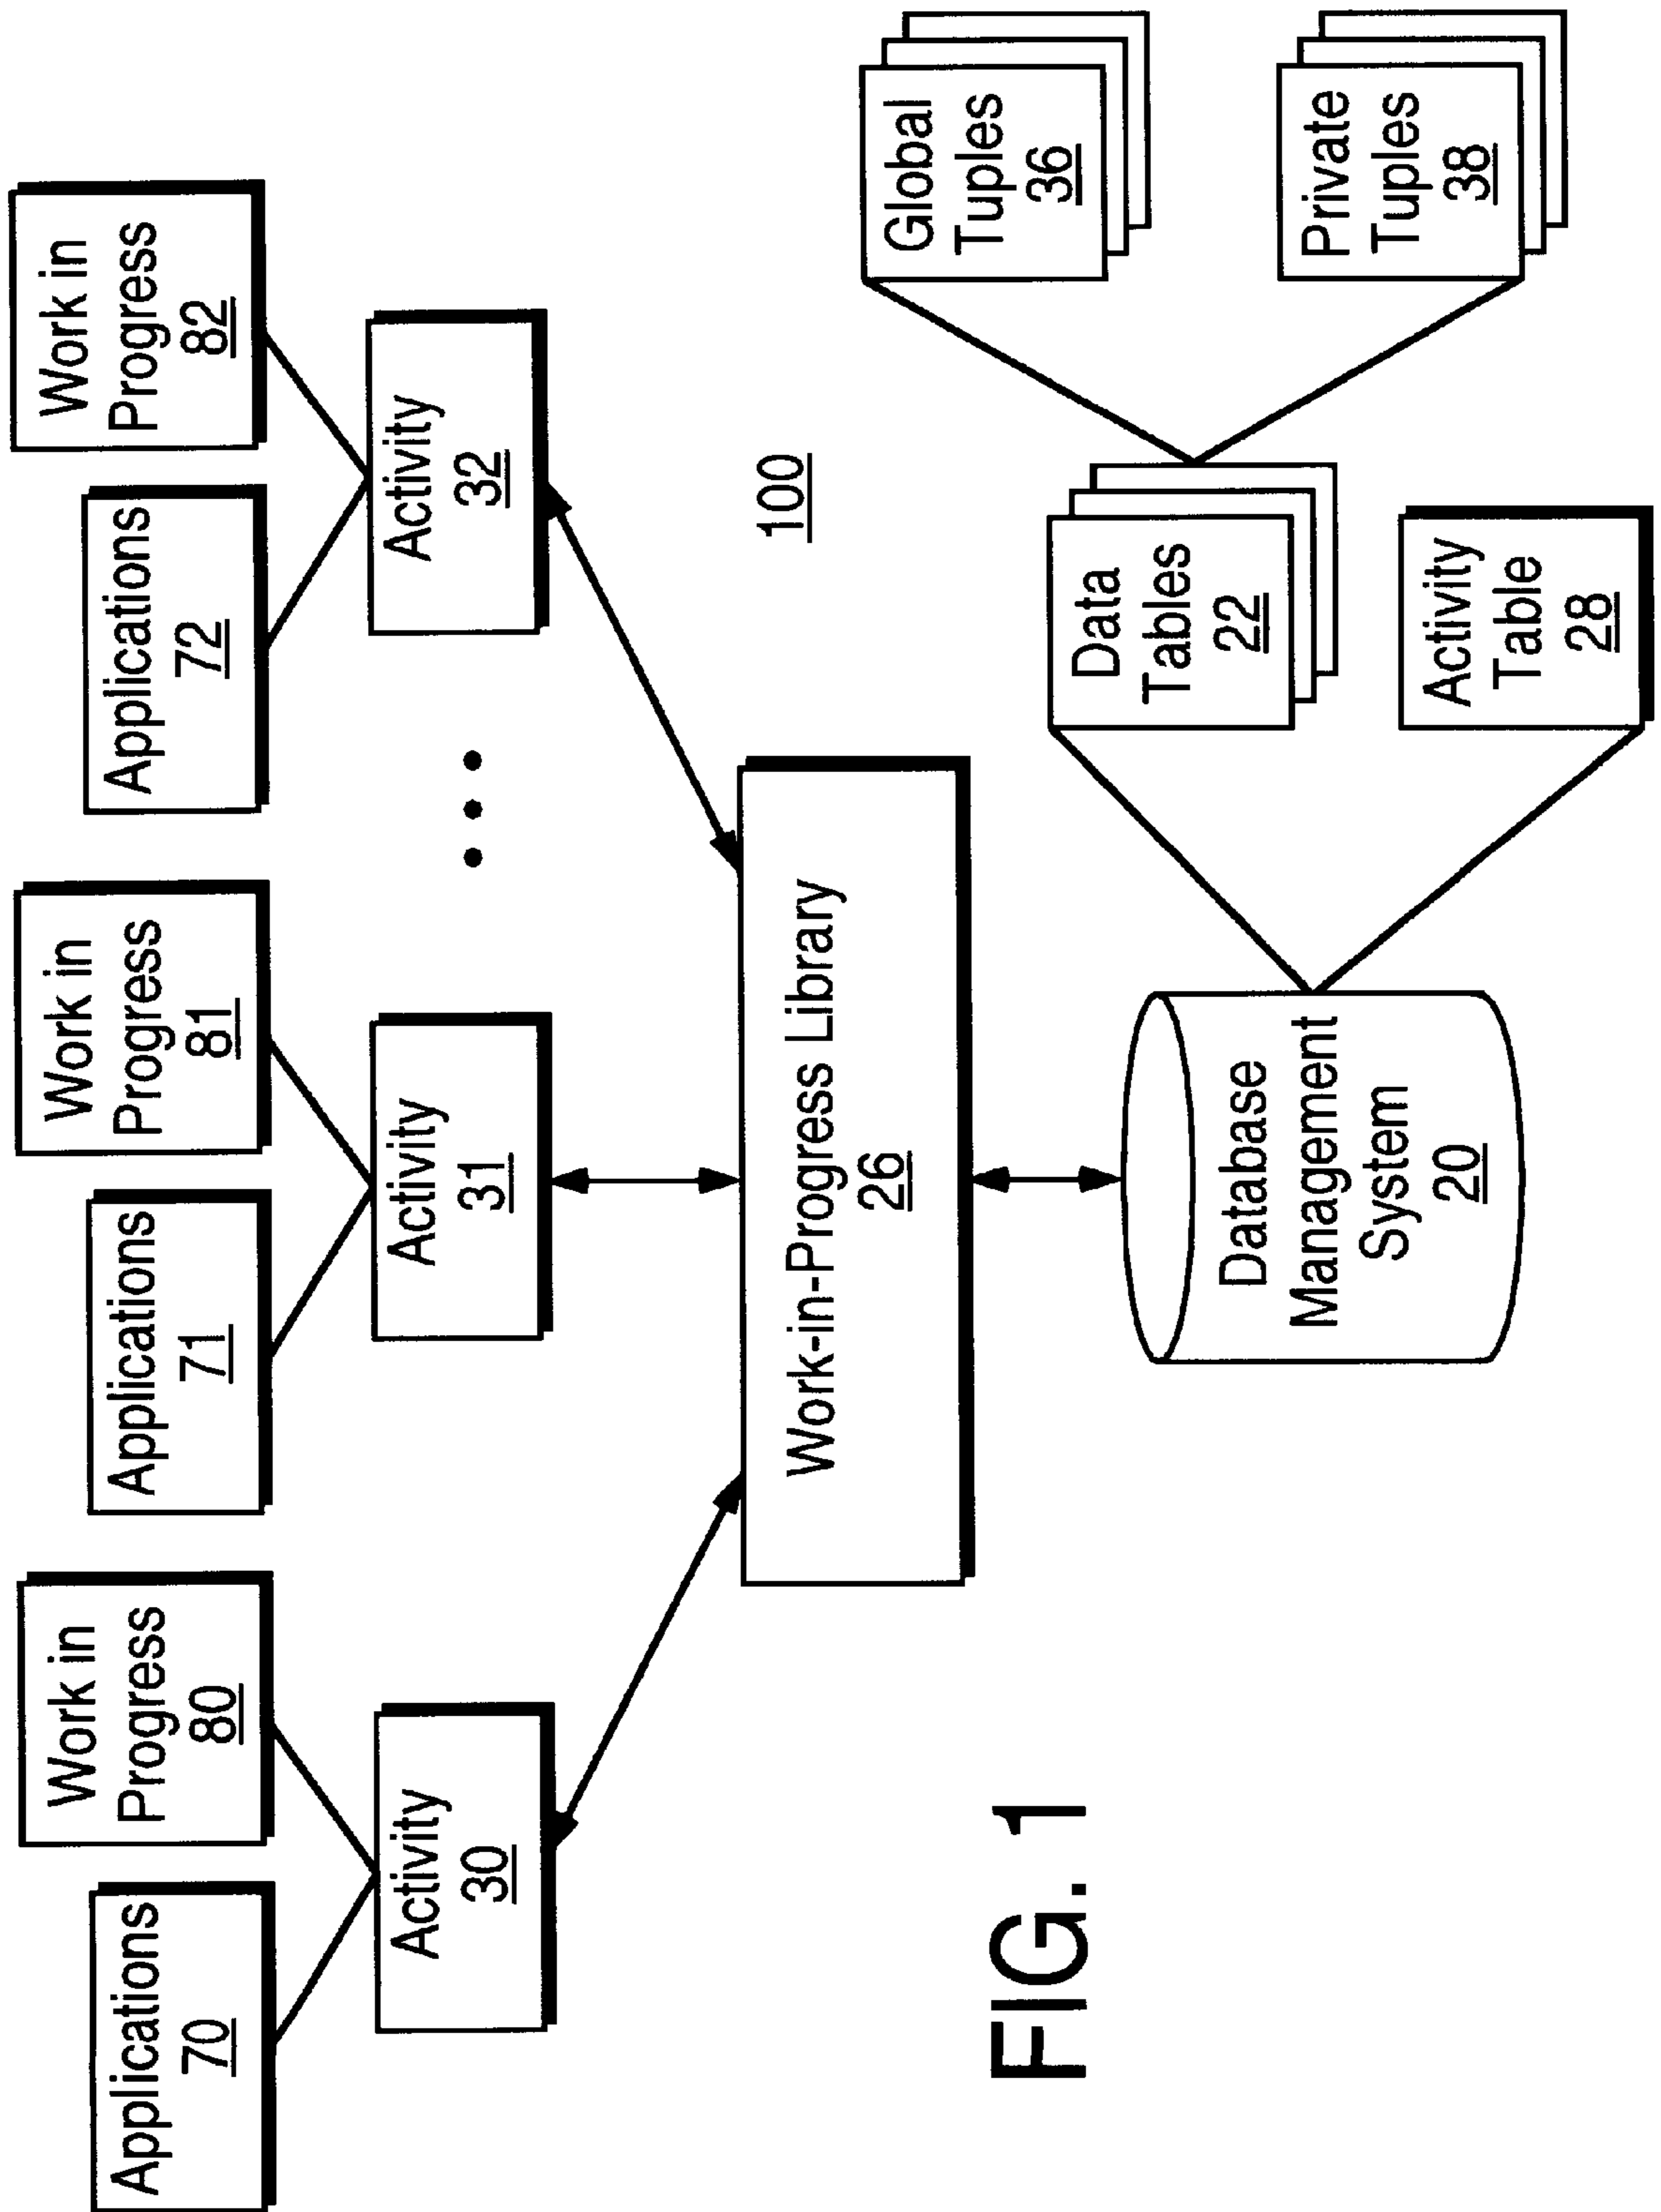 Applications
70
Work in
Progress
80
Applications
71
Work in
Progress
81
Applications
72
Work in
Progress
82
Activity
30
Activity
31
• • •
Activity
32
Work-in-Progress Library
26
100
Database
Management
System
20
Data
Tables
22
Activity
Table
28
Global
Tuples
36
Private
Tuples
38
FIG. 1